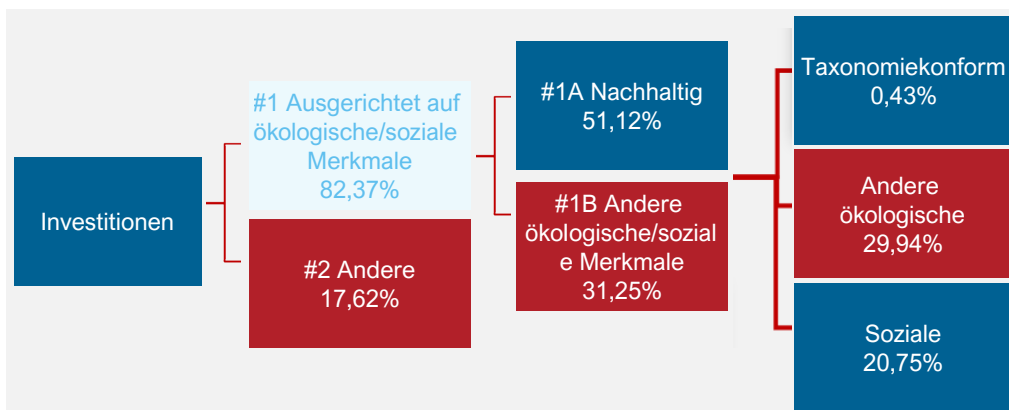 Investitionen
#1 Ausgerichtet auf
ökologische/soziale
Merkmale
82,37%
#2 Andere
17,62%
#1A Nachhaltig
51,12%
#1B Andere
ökologische/sozial
e Merkmale
31,25%
Taxonomiekonform
0,43%
Andere
ökologische
29,94%
Soziale
20,75%